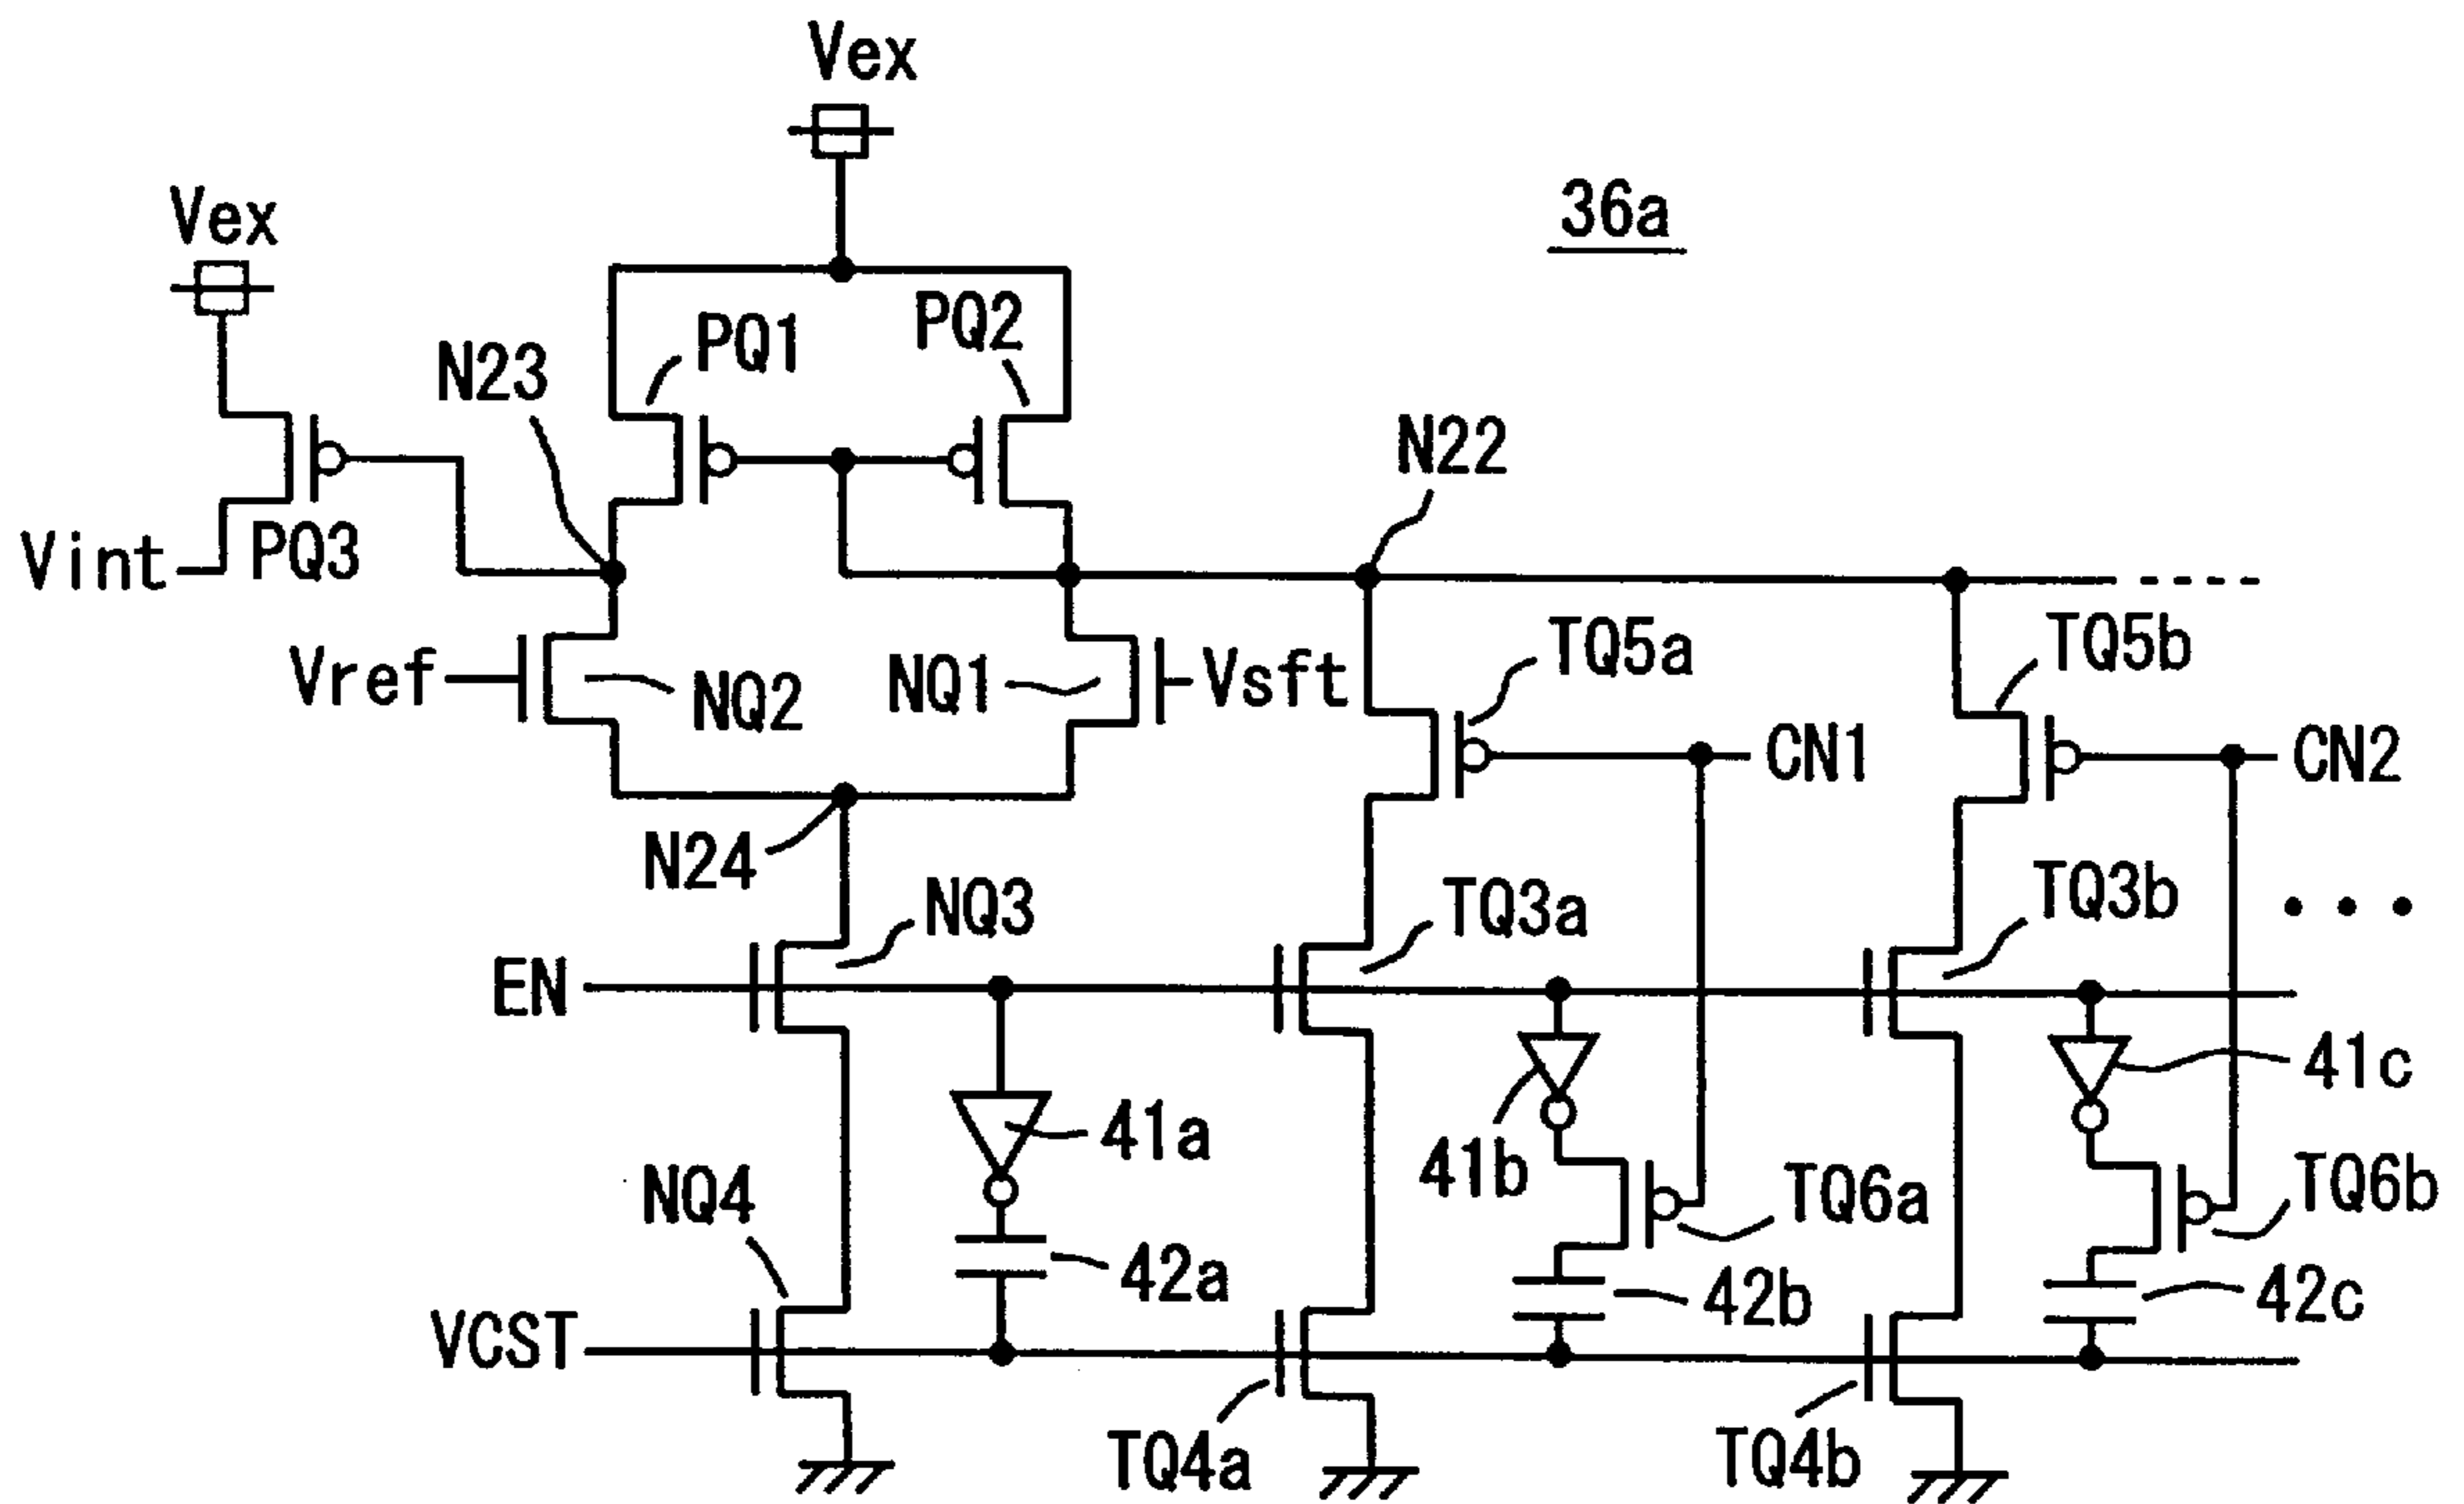 Vex
Vex
36a
PQ1
PQ2
N23
N22
PQ3
Vint
TQ5a
TQ5b
Vref
NQ2
NQ1
Vsft
CN1
CN2
N24
NQ3
TQ3a
TQ3b
EN
41a
41b
41c
NQ4
TQ6a
TQ6b
42a
42b
42c
VCST
TQ4a
TQ4b